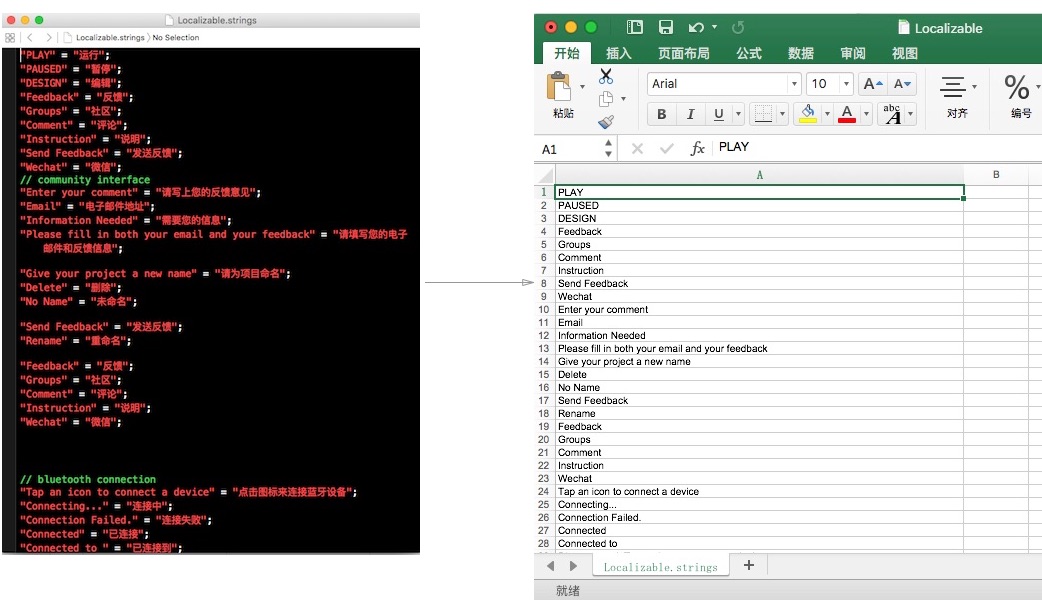 Localizable.strings
Localizable.strings No Selection
"PLAY" = "运行";
"PAUSED" = "暂停";
"DESIGN" = "编辑";
"Feedback" = "反馈";
"Groups" = "社区";
"Comment" = "评论";
"Instruction" = "说明";
"Send Feedback" = "发送反馈";
"Wechat" = "微信";
// community interface
"Enter your comment" = "请写上您的反馈意见";
"Email" = "电子邮件地址";
"Information Needed" = "需要您的信息";
"Please fill in both your email and your feedback" = "请填写您的电子
邮件和反馈信息";
"Give your project a new name" = "请为项目命名";
"Delete" = "删除";
"No Name" = "未命名";
"Send Feedback" = "发送反馈";
"Rename" = "重命名";
"Feedback" = "反馈";
"Groups" = "社区";
"Comment" = "评论";
"Instruction" = "说明";
"Wechat" = "微信";
// bluetooth connection
"Tap an icon to connect a device" = "点击图标来连接蓝牙设备";
"Connecting..." = "连接中";
"Connection Failed." = "连接失败";
"Connected" = "已连接";
"Connected to " = "已连接到";
Localizable
开始 插入 页面布局 公式 数据 审阅 视图
粘贴
Arial 10 A A
B I U A abc A
对齐
% 编号
A1 fx PLAY
A B
1 PLAY
2 PAUSED
3 DESIGN
4 Feedback
5 Groups
6 Comment
7 Instruction
8 Send Feedback
9 Wechat
10 Enter your comment
11 Email
12 Information Needed
13 Please fill in both your email and your feedback
14 Give your project a new name
15 Delete
16 No Name
17 Send Feedback
18 Rename
19 Feedback
20 Groups
21 Comment
22 Instruction
23 Wechat
24 Tap an icon to connect a device
25 Connecting...
26 Connection Failed.
27 Connected
28 Connected to
Localizable.strings +
就绪